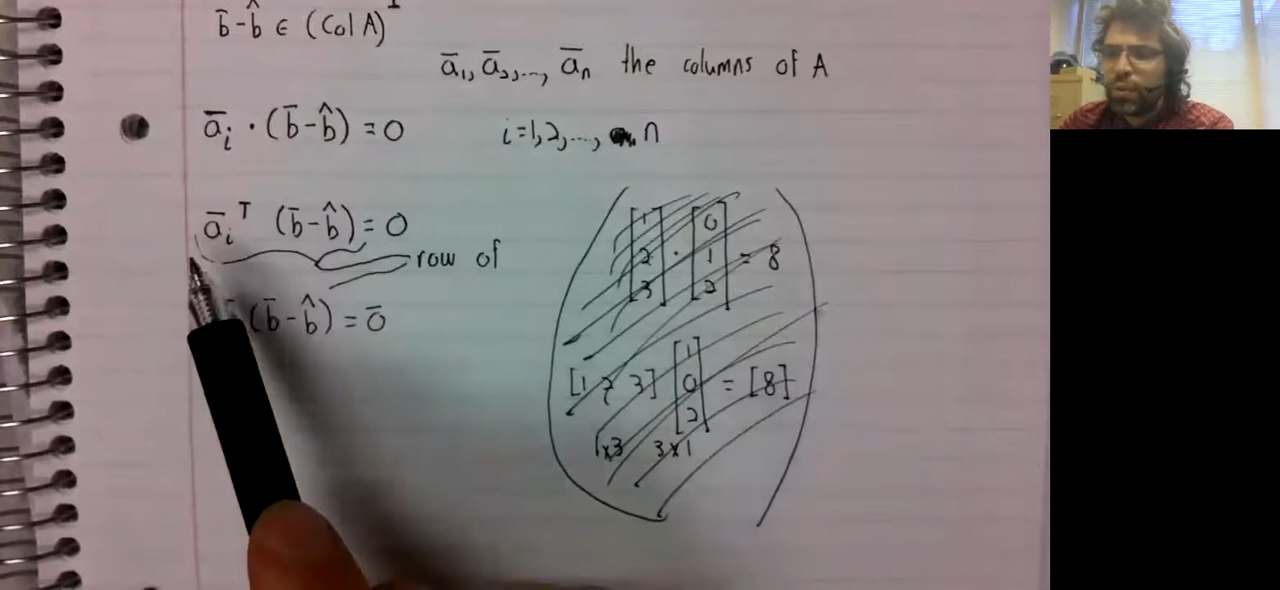 b̄-b̂ ∈ (Col A)^⊥
ā₁, ā₂,..., āₙ the columns of A
āᵢ · (b̄-b̂) = 0 i=1,2,..., n
āᵢᵀ (b̄-b̂) = 0
row of
(b̄-b̂) = 0̄
[1 2 3] · [0 1 2] = 8
[1 2 3] [1 0 2] = [8]
1x3 3x1